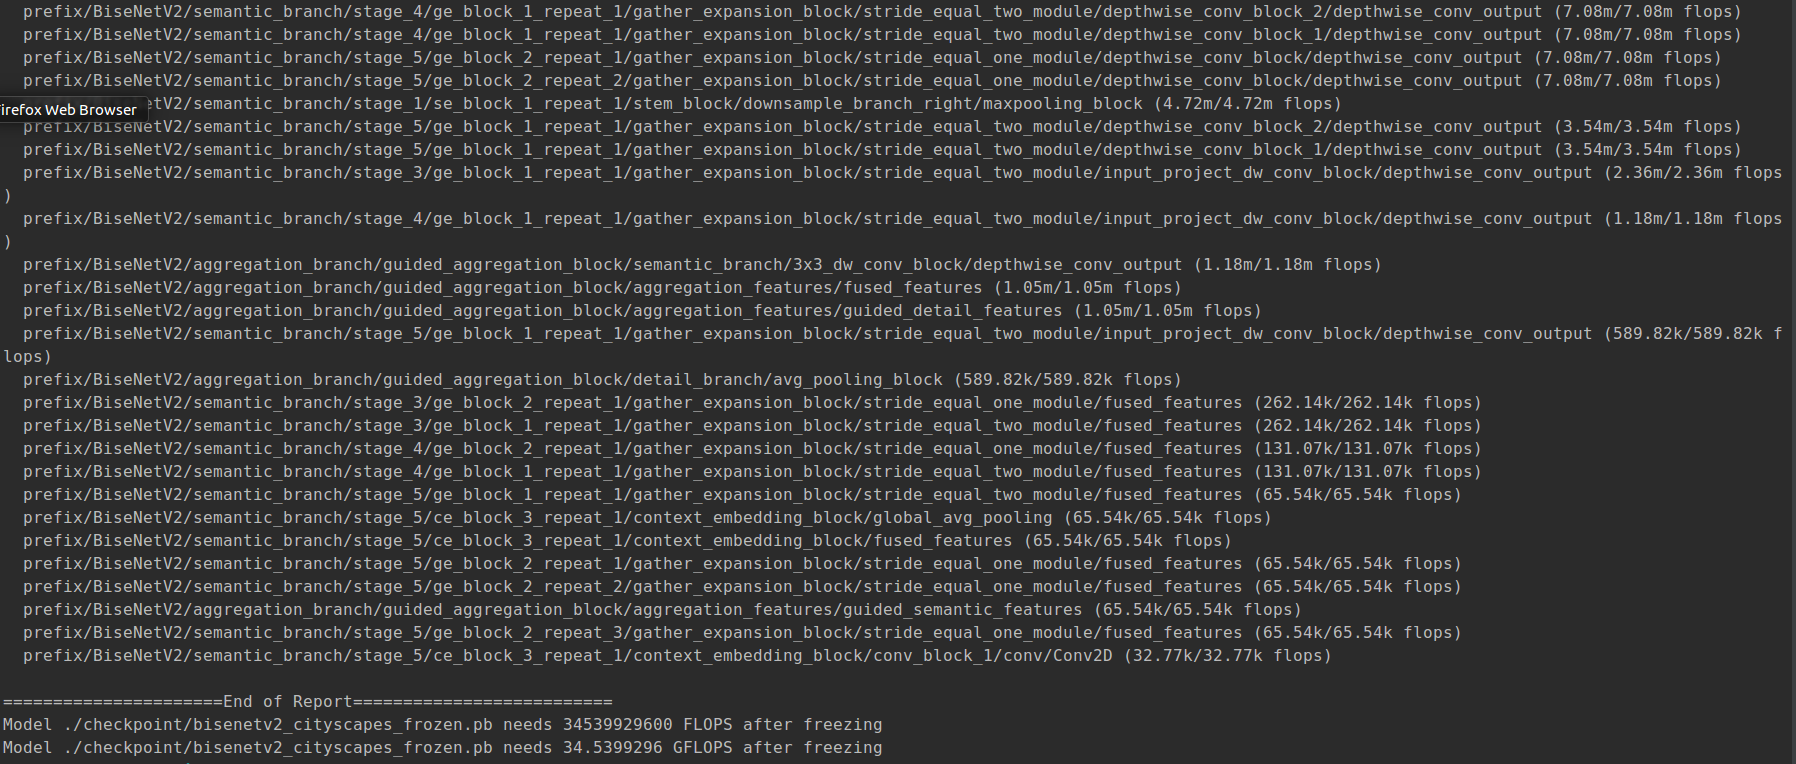 prefix/BiseNetV2/semantic_branch/stage_4/ge_block_1_repeat_1/gather_expansion_block/stride_equal_two_module/depthwise_conv_block_2/depthwise_conv_output (7.08m/7.08m flops)
prefix/BiseNetV2/semantic_branch/stage_4/ge_block_1_repeat_1/gather_expansion_block/stride_equal_two_module/depthwise_conv_block_1/depthwise_conv_output (7.08m/7.08m flops)
prefix/BiseNetV2/semantic_branch/stage_5/ge_block_2_repeat_1/gather_expansion_block/stride_equal_one_module/depthwise_conv_block/depthwise_conv_output (7.08m/7.08m flops)
prefix/BiseNetV2/semantic_branch/stage_5/ge_block_2_repeat_2/gather_expansion_block/stride_equal_one_module/depthwise_conv_block/depthwise_conv_output (7.08m/7.08m flops)
etV2/semantic_branch/stage_1/se_block_1_repeat_1/stem_block/downsample_branch_right/maxpooling_block (4.72m/4.72m flops)
irefox Web Browser
prefix/BiseNetV2/semantic_branch/stage_5/ge_block_1_repeat_1/gather_expansion_block/stride_equal_two_module/depthwise_conv_block_2/depthwise_conv_output (3.54m/3.54m flops)
prefix/BiseNetV2/semantic_branch/stage_5/ge_block_1_repeat_1/gather_expansion_block/stride_equal_two_module/depthwise_conv_block_1/depthwise_conv_output (3.54m/3.54m flops)
prefix/BiseNetV2/semantic_branch/stage_3/ge_block_1_repeat_1/gather_expansion_block/stride_equal_two_module/input_project_dw_conv_block/depthwise_conv_output (2.36m/2.36m flops
)
prefix/BiseNetV2/semantic_branch/stage_4/ge_block_1_repeat_1/gather_expansion_block/stride_equal_two_module/input_project_dw_conv_block/depthwise_conv_output (1.18m/1.18m flops
)
prefix/BiseNetV2/aggregation_branch/guided_aggregation_block/semantic_branch/3x3_dw_conv_block/depthwise_conv_output (1.18m/1.18m flops)
prefix/BiseNetV2/aggregation_branch/guided_aggregation_block/aggregation_features/fused_features (1.05m/1.05m flops)
prefix/BiseNetV2/aggregation_branch/guided_aggregation_block/aggregation_features/guided_detail_features (1.05m/1.05m flops)
prefix/BiseNetV2/semantic_branch/stage_5/ge_block_1_repeat_1/gather_expansion_block/stride_equal_two_module/input_project_dw_conv_block/depthwise_conv_output (589.82k/589.82k f
lops)
prefix/BiseNetV2/aggregation_branch/guided_aggregation_block/detail_branch/avg_pooling_block (589.82k/589.82k flops)
prefix/BiseNetV2/semantic_branch/stage_3/ge_block_2_repeat_1/gather_expansion_block/stride_equal_one_module/fused_features (262.14k/262.14k flops)
prefix/BiseNetV2/semantic_branch/stage_3/ge_block_1_repeat_1/gather_expansion_block/stride_equal_two_module/fused_features (262.14k/262.14k flops)
prefix/BiseNetV2/semantic_branch/stage_4/ge_block_2_repeat_1/gather_expansion_block/stride_equal_one_module/fused_features (131.07k/131.07k flops)
prefix/BiseNetV2/semantic_branch/stage_4/ge_block_1_repeat_1/gather_expansion_block/stride_equal_two_module/fused_features (131.07k/131.07k flops)
prefix/BiseNetV2/semantic_branch/stage_5/ge_block_1_repeat_1/gather_expansion_block/stride_equal_two_module/fused_features (65.54k/65.54k flops)
prefix/BiseNetV2/semantic_branch/stage_5/ce_block_3_repeat_1/context_embedding_block/global_avg_pooling (65.54k/65.54k flops)
prefix/BiseNetV2/semantic_branch/stage_5/ce_block_3_repeat_1/context_embedding_block/fused_features (65.54k/65.54k flops)
prefix/BiseNetV2/semantic_branch/stage_5/ge_block_2_repeat_1/gather_expansion_block/stride_equal_one_module/fused_features (65.54k/65.54k flops)
prefix/BiseNetV2/semantic_branch/stage_5/ge_block_2_repeat_2/gather_expansion_block/stride_equal_one_module/fused_features (65.54k/65.54k flops)
prefix/BiseNetV2/aggregation_branch/guided_aggregation_block/aggregation_features/guided_semantic_features (65.54k/65.54k flops)
prefix/BiseNetV2/semantic_branch/stage_5/ge_block_2_repeat_3/gather_expansion_block/stride_equal_one_module/fused_features (65.54k/65.54k flops)
prefix/BiseNetV2/semantic_branch/stage_5/ce_block_3_repeat_1/context_embedding_block/conv_block_1/conv/Conv2D (32.77k/32.77k flops)
======================End of Report==========================
Model ./checkpoint/bisenetv2_cityscapes_frozen.pb needs 34539929600 FLOPS after freezing
Model ./checkpoint/bisenetv2_cityscapes_frozen.pb needs 34.5399296 GFLOPS after freezing